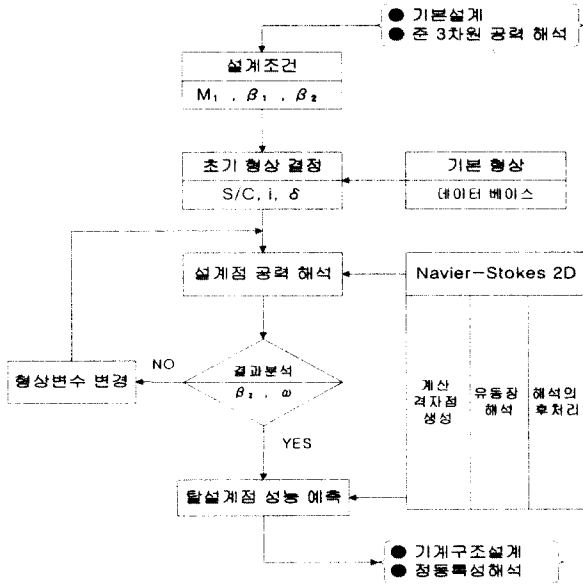 ● 기본설계
● 준 3차원 공력 해석
설계조건
M₁ , β₁ , β₂
초기 형상 결정
S/C, i, δ
기본 형상
데이터 베이스
설계점 공력 해석
Navier-Stokes 2D
계산
격자점
생성
유동장
해석
해석의
후처리
결과분석
β₂ , ω
NO
형상변수 변경
YES
탈설계점 성능 예측
● 기계구조설계
● 정동특성해석